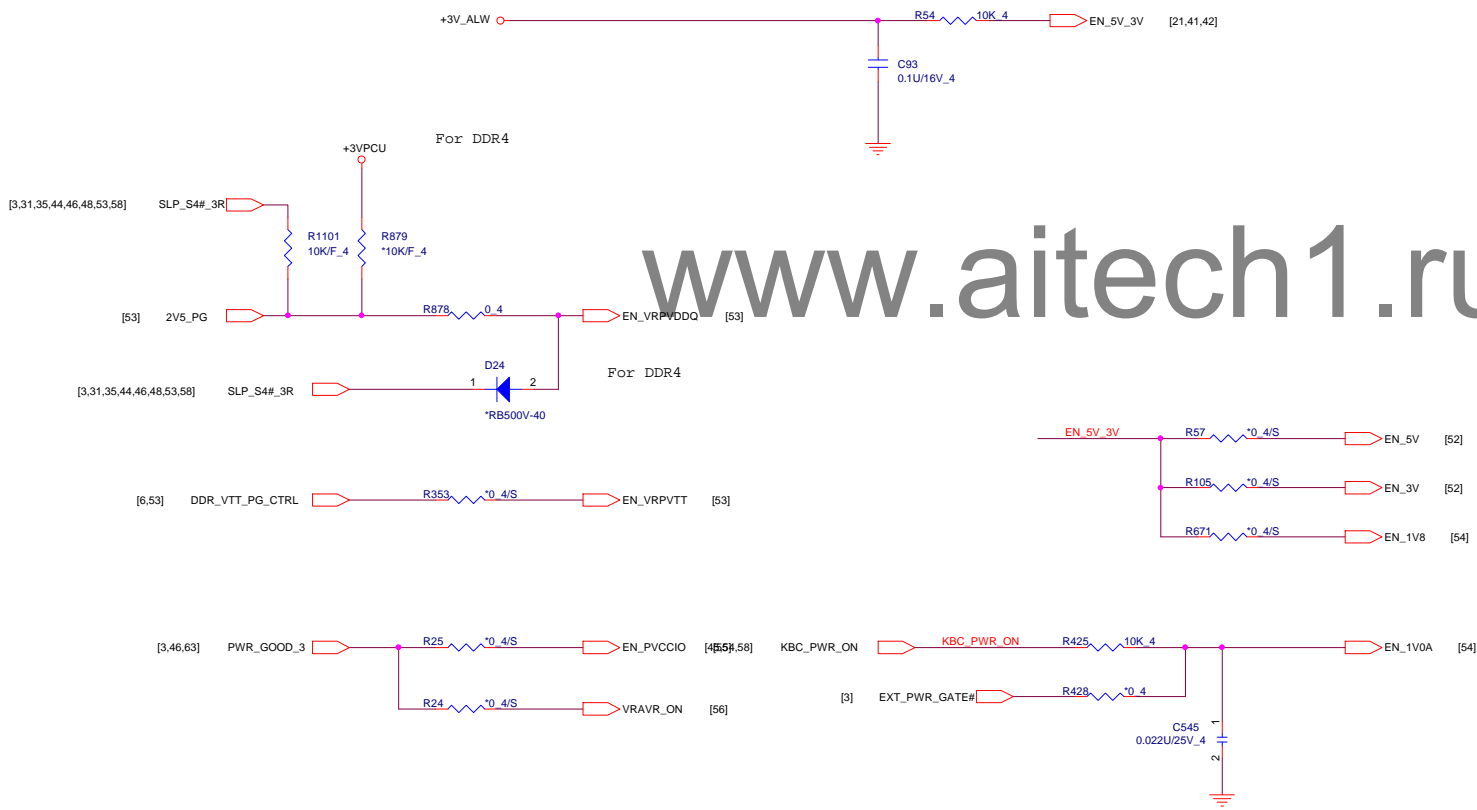 +3V_ALW
R54 10K_4
EN_5V_3V [21,41,42]
C93
0.1U/16V_4
For DDR4
+3VPCU
[3,31,35,44,46,48,53,58] SLP_S4#_3R
R1101
10K/F_4
R879
*10K/F_4
www.aitech1.ru
[53] 2V5_PG
R878 0_4
EN_VRPVDDQ [53]
D24
For DDR4
[3,31,35,44,46,48,53,58] SLP_S4#_3R
1 2
*RB500V-40
EN_5V_3V
R57 *0_4/S
EN_5V [52]
R105 *0_4/S
EN_3V [52]
[6,53] DDR_VTT_PG_CTRL
R353 *0_4/S
EN_VRPVTT [53]
R671 *0_4/S
EN_1V8 [54]
[3,46,63] PWR_GOOD_3
R25 *0_4/S
EN_PVCCIO
KBC_PWR_ON
KBC_PWR_ON
R425 10K_4
EN_1V0A [54]
R24 *0_4/S
VRAVR_ON [56]
[3] EXT_PWR_GATE#
R428 *0_4
C545
0.022U/25V_4
1
2